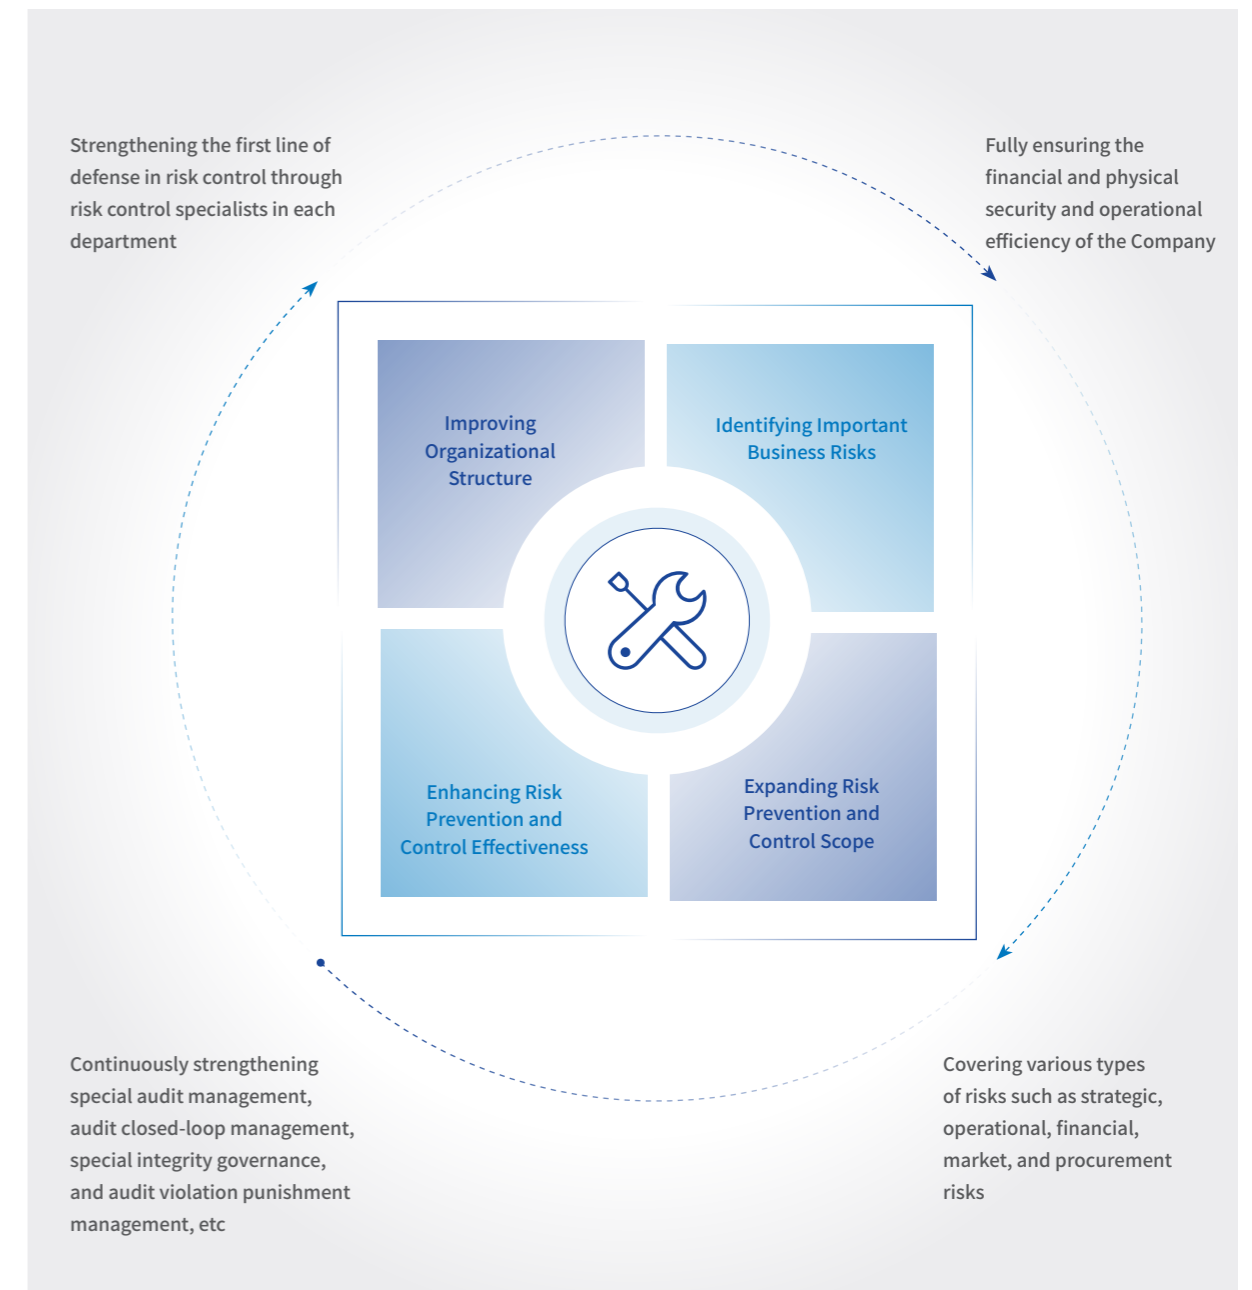 Strengthening the first line of
defense in risk control through
risk control specialists in each
department
Fully ensuring the
financial and physical
security and operational
efficiency of the Company
Improving
Organizational
Structure
Identifying Important
Business Risks
Enhancing Risk
Prevention and
Control Effectiveness
Expanding Risk
Prevention and
Control Scope
Continuously strengthening
special audit management,
audit closed-loop management,
special integrity governance,
and audit violation punishment
management, etc
Covering various types
of risks such as strategic,
operational, financial,
market, and procurement
risks